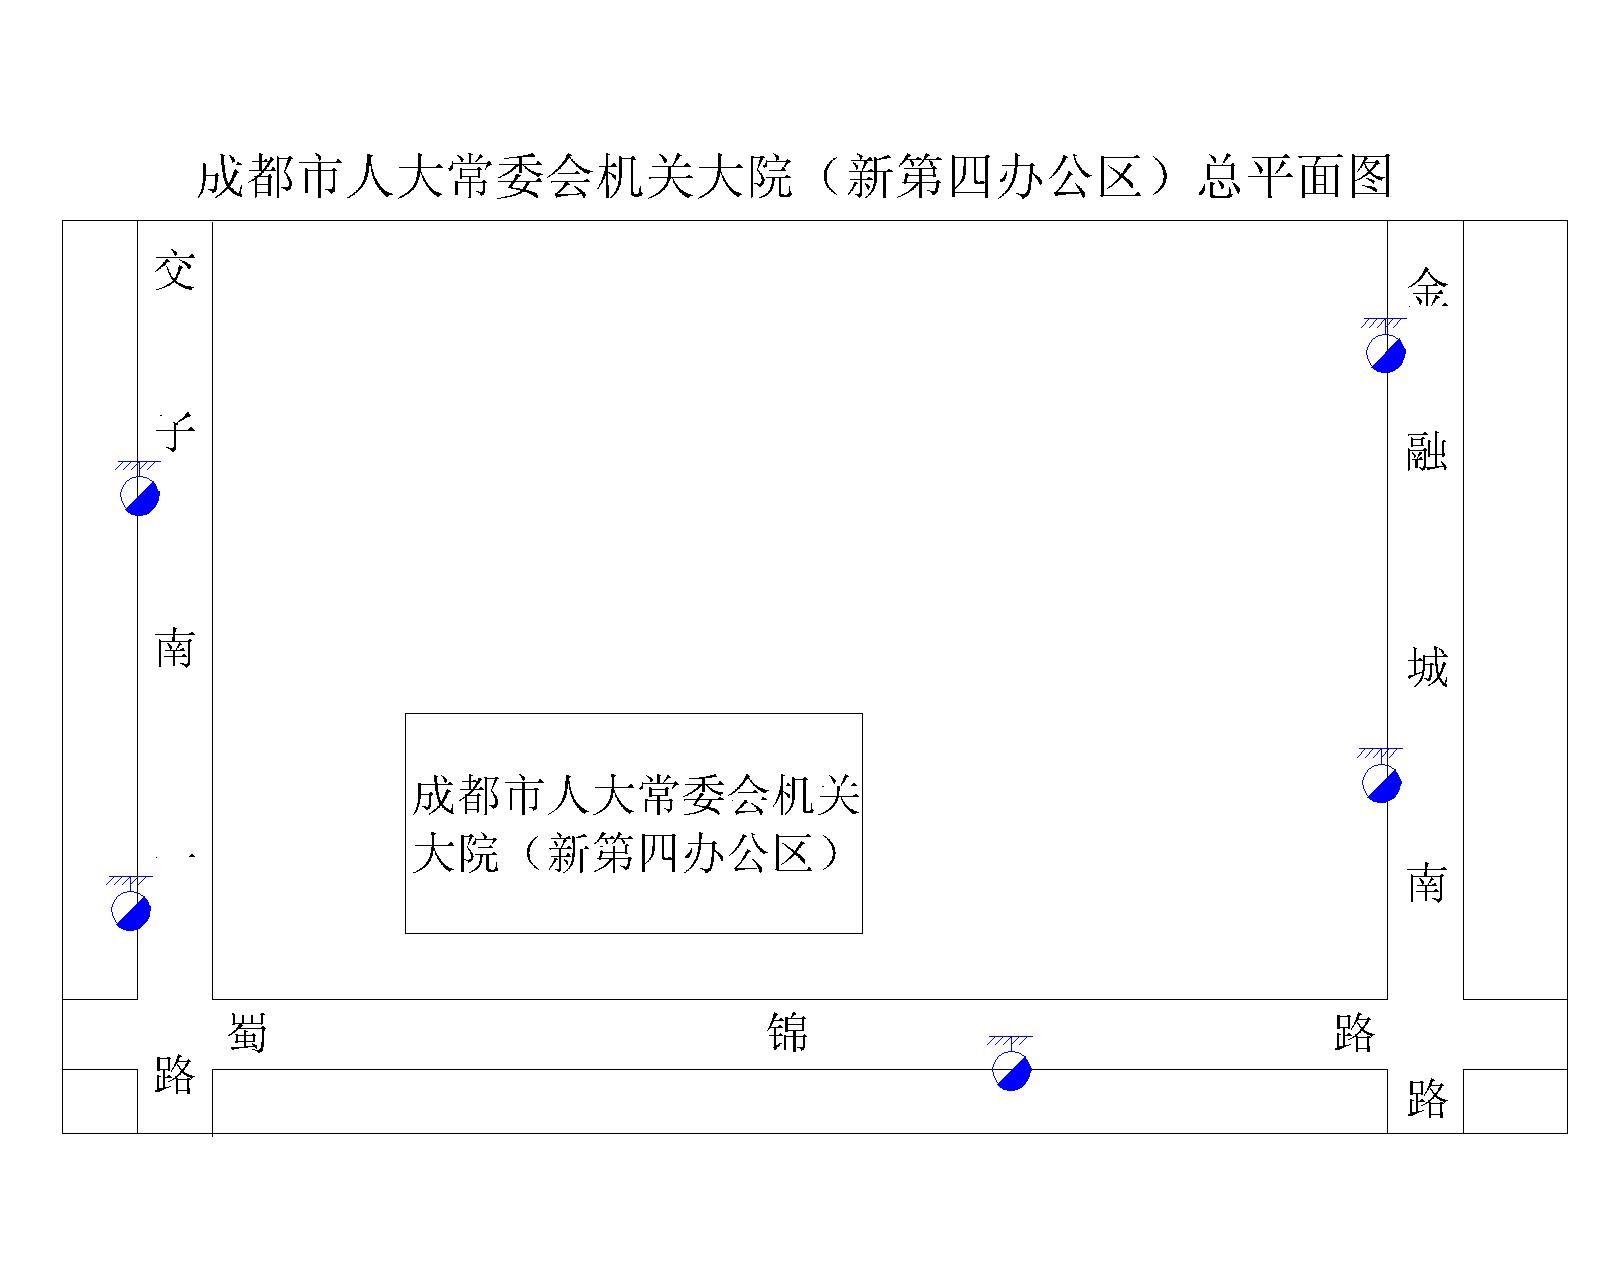 成都市人大常委会机关大院（新第四办公区）总平面图
交子南
路
金融城南路
成都市人大常委会机关
大院（新第四办公区）
蜀锦路